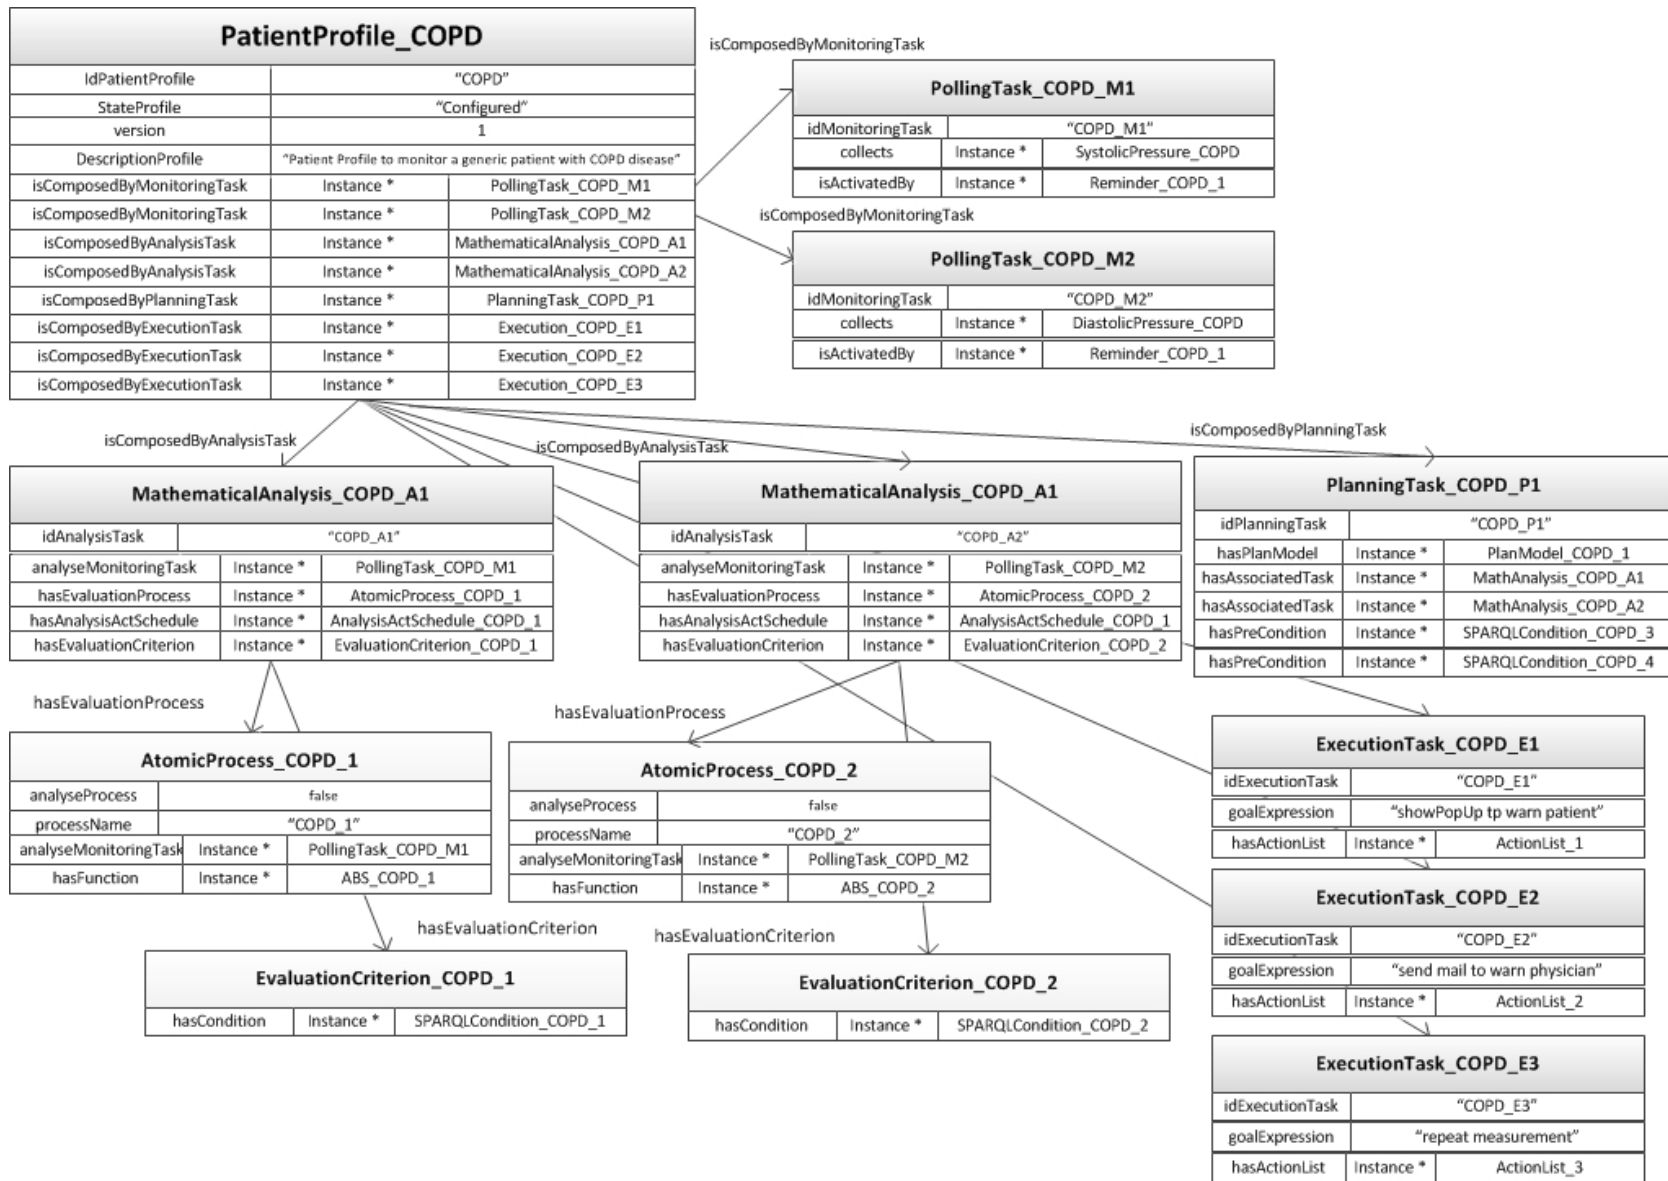 PatientProfile_COPD
IdPatientProfile "COPD"
StateProfile "Configured"
version 1
DescriptionProfile "Patient Profile to monitor a generic patient with COPD disease"
isComposedByMonitoringTask Instance * PollingTask_COPD_M1
isComposedByMonitoringTask Instance * PollingTask_COPD_M2
isComposedByAnalysisTask Instance * MathematicalAnalysis_COPD_A1
isComposedByAnalysisTask Instance * MathematicalAnalysis_COPD_A2
isComposedByPlanningTask Instance * PlanningTask_COPD_P1
isComposedByExecutionTask Instance * Execution_COPD_E1
isComposedByExecutionTask Instance * Execution_COPD_E2
isComposedByExecutionTask Instance * Execution_COPD_E3
isComposedByMonitoringTask
PollingTask_COPD_M1
idMonitoringTask "COPD_M1"
collects Instance * SystolicPressure_COPD
isActivatedBy Instance * Reminder_COPD_1
isComposedByMonitoringTask
PollingTask_COPD_M2
idMonitoringTask "COPD_M2"
collects Instance * DiastolicPressure_COPD
isActivatedBy Instance * Reminder_COPD_1
isComposedByAnalysisTask
isComposedByAnalysisTask
isComposedByPlanningTask
MathematicalAnalysis_COPD_A1
idAnalysisTask "COPD_A1"
analyseMonitoringTask Instance * PollingTask_COPD_M1
hasEvaluationProcess Instance * AtomicProcess_COPD_1
hasAnalysisActSchedule Instance * AnalysisActSchedule_COPD_1
hasEvaluationCriterion Instance * EvaluationCriterion_COPD_1
MathematicalAnalysis_COPD_A1
idAnalysisTask "COPD_A2"
analyseMonitoringTask Instance * PollingTask_COPD_M2
hasEvaluationProcess Instance * AtomicProcess_COPD_2
hasAnalysisActSchedule Instance * AnalysisActSchedule_COPD_1
hasEvaluationCriterion Instance * EvaluationCriterion_COPD_2
PlanningTask_COPD_P1
idPlanningTask "COPD_P1"
hasPlanModel Instance * PlanModel_COPD_1
hasAssociatedTask Instance * MathAnalysis_COPD_A1
hasAssociatedTask Instance * MathAnalysis_COPD_A2
hasPreCondition Instance * SPARQLCondition_COPD_3
hasPreCondition Instance * SPARQLCondition_COPD_4
hasEvaluationProcess
hasEvaluationProcess
AtomicProcess_COPD_1
analyseProcess false
processName "COPD_1"
analyseMonitoringTask Instance * PollingTask_COPD_M1
hasFunction Instance * ABS_COPD_1
AtomicProcess_COPD_2
analyseProcess false
processName "COPD_2"
analyseMonitoringTask Instance * PollingTask_COPD_M2
hasFunction Instance * ABS_COPD_2
ExecutionTask_COPD_E1
idExecutionTask "COPD_E1"
goalExpression "showPopUp tp warn patient"
hasActionList Instance * ActionList_1
ExecutionTask_COPD_E2
idExecutionTask "COPD_E2"
goalExpression "send mail to warn physician"
hasActionList Instance * ActionList_2
hasEvaluationCriterion
hasEvaluationCriterion
EvaluationCriterion_COPD_1
hasCondition Instance * SPARQLCondition_COPD_1
EvaluationCriterion_COPD_2
hasCondition Instance * SPARQLCondition_COPD_2
ExecutionTask_COPD_E3
idExecutionTask "COPD_E3"
goalExpression "repeat measurement"
hasActionList Instance * ActionList_3